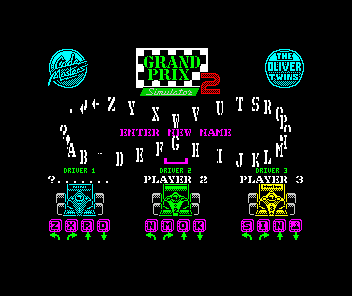 Code Masters
GRAND PRIX
Simulator 2
THE OLIVER TWINS
Z Y X W V U T S R Q P
ENTER NEW NAME
? A B D E F G H I J K L M
DRIVER 1 DRIVER 2 DRIVER 3
?....... PLAYER 2 PLAYER 3
Z X F D N M O K S I N